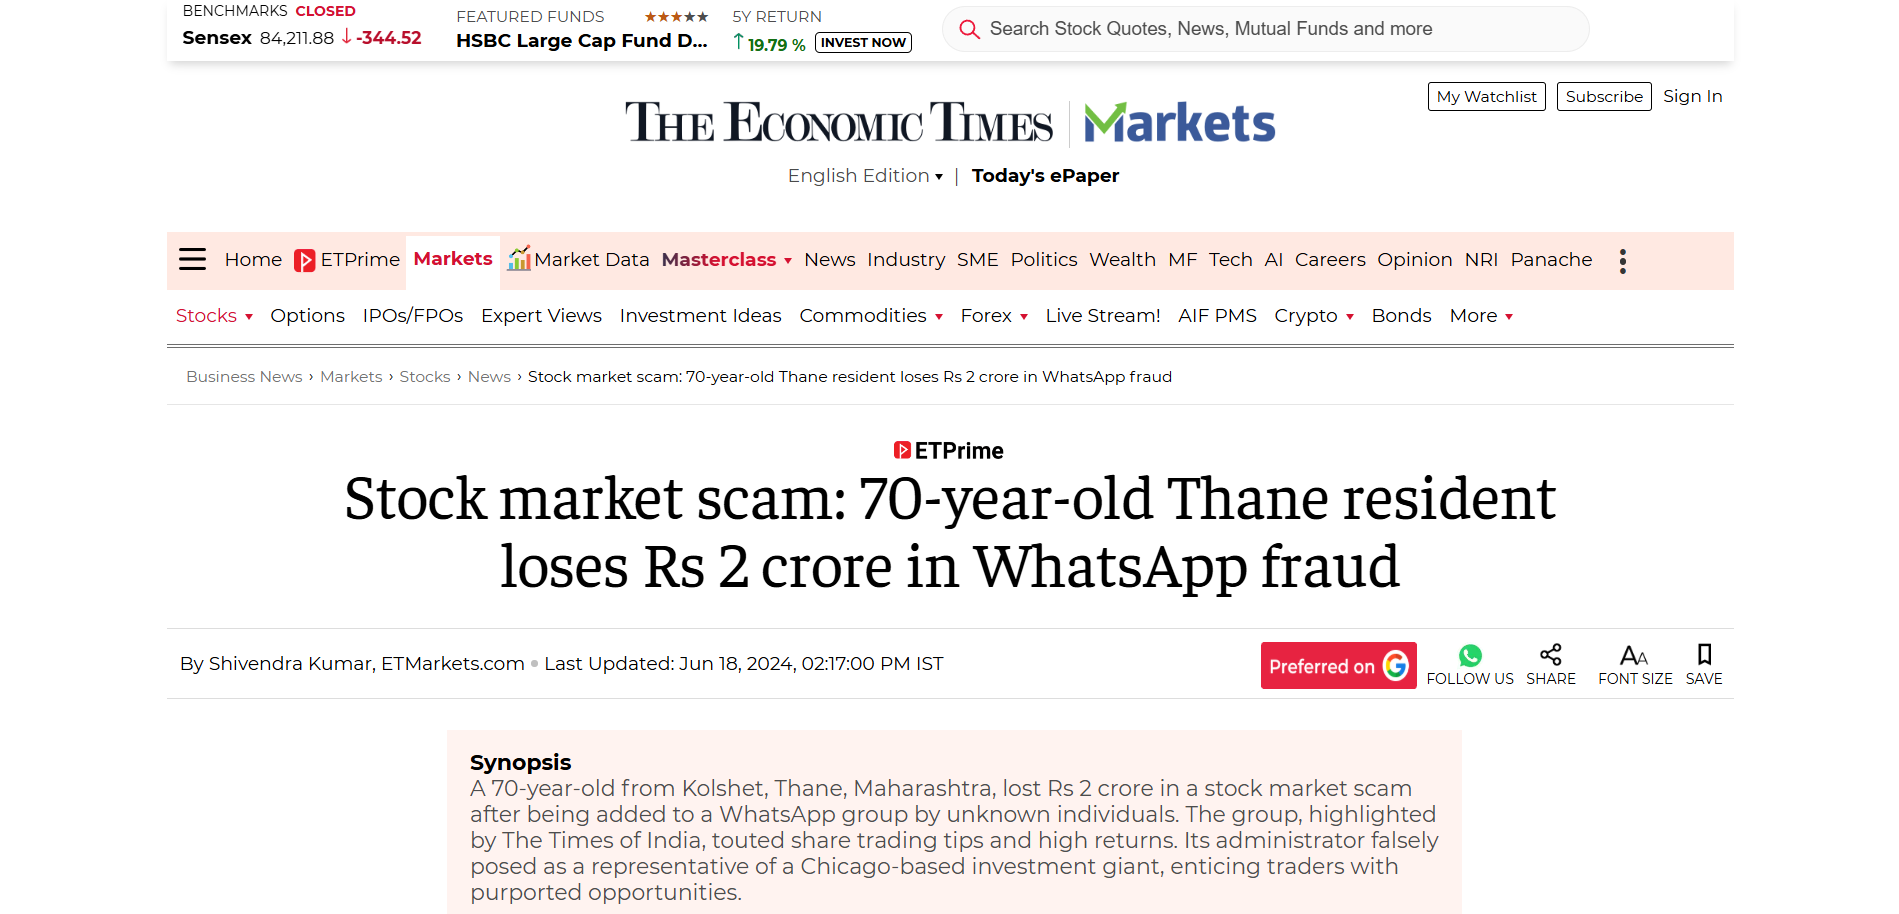 BENCHMARKS CLOSED
Sensex 84,211.88 ↓ -344.52
FEATURED FUNDS ★★★★★
HSBC Large Cap Fund D...
5Y RETURN
↑ 19.79 % INVEST NOW
Search Stock Quotes, News, Mutual Funds and more
My Watchlist Subscribe Sign In
THE ECONOMIC TIMES | Markets
English Edition ▾ | Today's ePaper
Home ETPrime Markets Market Data Masterclass ▾ News Industry SME Politics Wealth MF Tech AI Careers Opinion NRI Panache
Stocks ▾ Options IPOs/FPOs Expert Views Investment Ideas Commodities ▾ Forex ▾ Live Stream! AIF PMS Crypto ▾ Bonds More ▾
Business News › Markets › Stocks › News › Stock market scam: 70-year-old Thane resident loses Rs 2 crore in WhatsApp fraud
ETPrime
Stock market scam: 70-year-old Thane resident
loses Rs 2 crore in WhatsApp fraud
By Shivendra Kumar, ETMarkets.com • Last Updated: Jun 18, 2024, 02:17:00 PM IST
Preferred on G
FOLLOW US SHARE FONT SIZE SAVE
Synopsis
A 70-year-old from Kolshet, Thane, Maharashtra, lost Rs 2 crore in a stock market scam
after being added to a WhatsApp group by unknown individuals. The group, highlighted
by The Times of India, touted share trading tips and high returns. Its administrator falsely
posed as a representative of a Chicago-based investment giant, enticing traders with
purported opportunities.